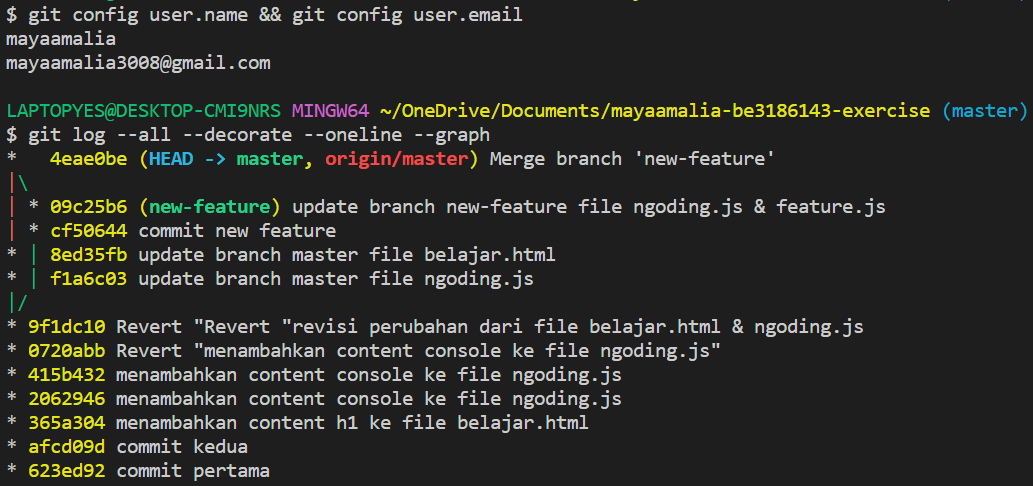 $ git config user.name && git config user.email
mayaamalia
mayaamalia3008@gmail.com
LAPTOPYES@DESKTOP-CMI9NRS MINGW64 ~/OneDrive/Documents/mayaamalia-be3186143-exercise (master)
$ git log --all --decorate --oneline --graph
*   4eae0be (HEAD -> master, origin/master) Merge branch 'new-feature'
|\
| * 09c25b6 (new-feature) update branch new-feature file ngoding.js & feature.js
| * cf50644 commit new feature
* | 8ed35fb update branch master file belajar.html
* | f1a6c03 update branch master file ngoding.js
|/
* 9f1dc10 Revert "Revert "revisi perubahan dari file belajar.html & ngoding.js
* 0720abb Revert "menambahkan content console ke file ngoding.js"
* 415b432 menambahkan content console ke file ngoding.js
* 2062946 menambahkan content console ke file ngoding.js
* 365a304 menambahkan content h1 ke file belajar.html
* afcd09d commit kedua
* 623ed92 commit pertama